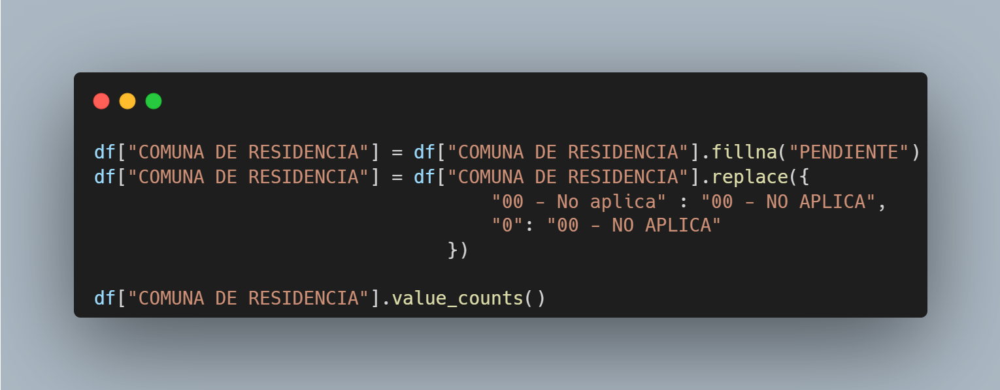 df["COMUNA DE RESIDENCIA"] = df["COMUNA DE RESIDENCIA"].fillna("PENDIENTE")
df["COMUNA DE RESIDENCIA"] = df["COMUNA DE RESIDENCIA"].replace({
                                    "00 - No aplica" : "00 - NO APLICA",
                                    "0": "00 - NO APLICA"
                                })
df["COMUNA DE RESIDENCIA"].value_counts()